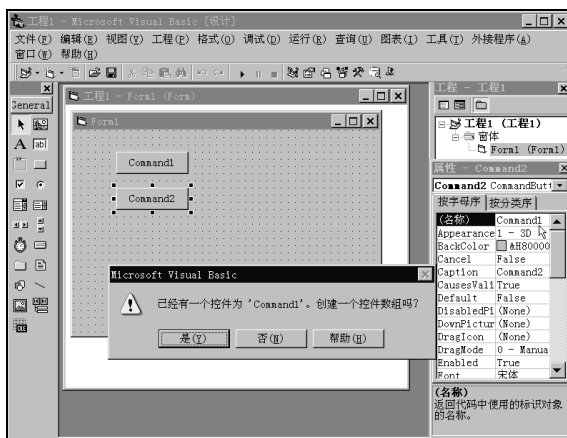 工程1 - Microsoft Visual Basic [设计]
文件(F) 编辑(E) 视图(V) 工程(P) 格式(O) 调试(D) 运行(R) 查询(U) 图表(I) 工具(T) 外接程序(A)
窗口(W) 帮助(H)
General
工程1 - Form1 (Form)
Form1
Command1
Command2
Microsoft Visual Basic
已经有一个控件为 'Command1'。创建一个控件数组吗?
是(Y) 否(N) 帮助(H)
工程 - 工程1
工程1 (工程1)
窗体
Form1 (Form1)
属性 - Command2
Command2 CommandButt
按字母序 按分类序
(名称) Command1
Appearance 1 - 3D
BackColor &H80000
Cancel False
Caption Command2
CausesVali True
Default False
DisabledPi (None)
DownPictur (None)
DragIcon (None)
DragMode 0 - Manua
Enabled True
Font 宋体
(名称)
返回代码中使用的标识对象
的名称。